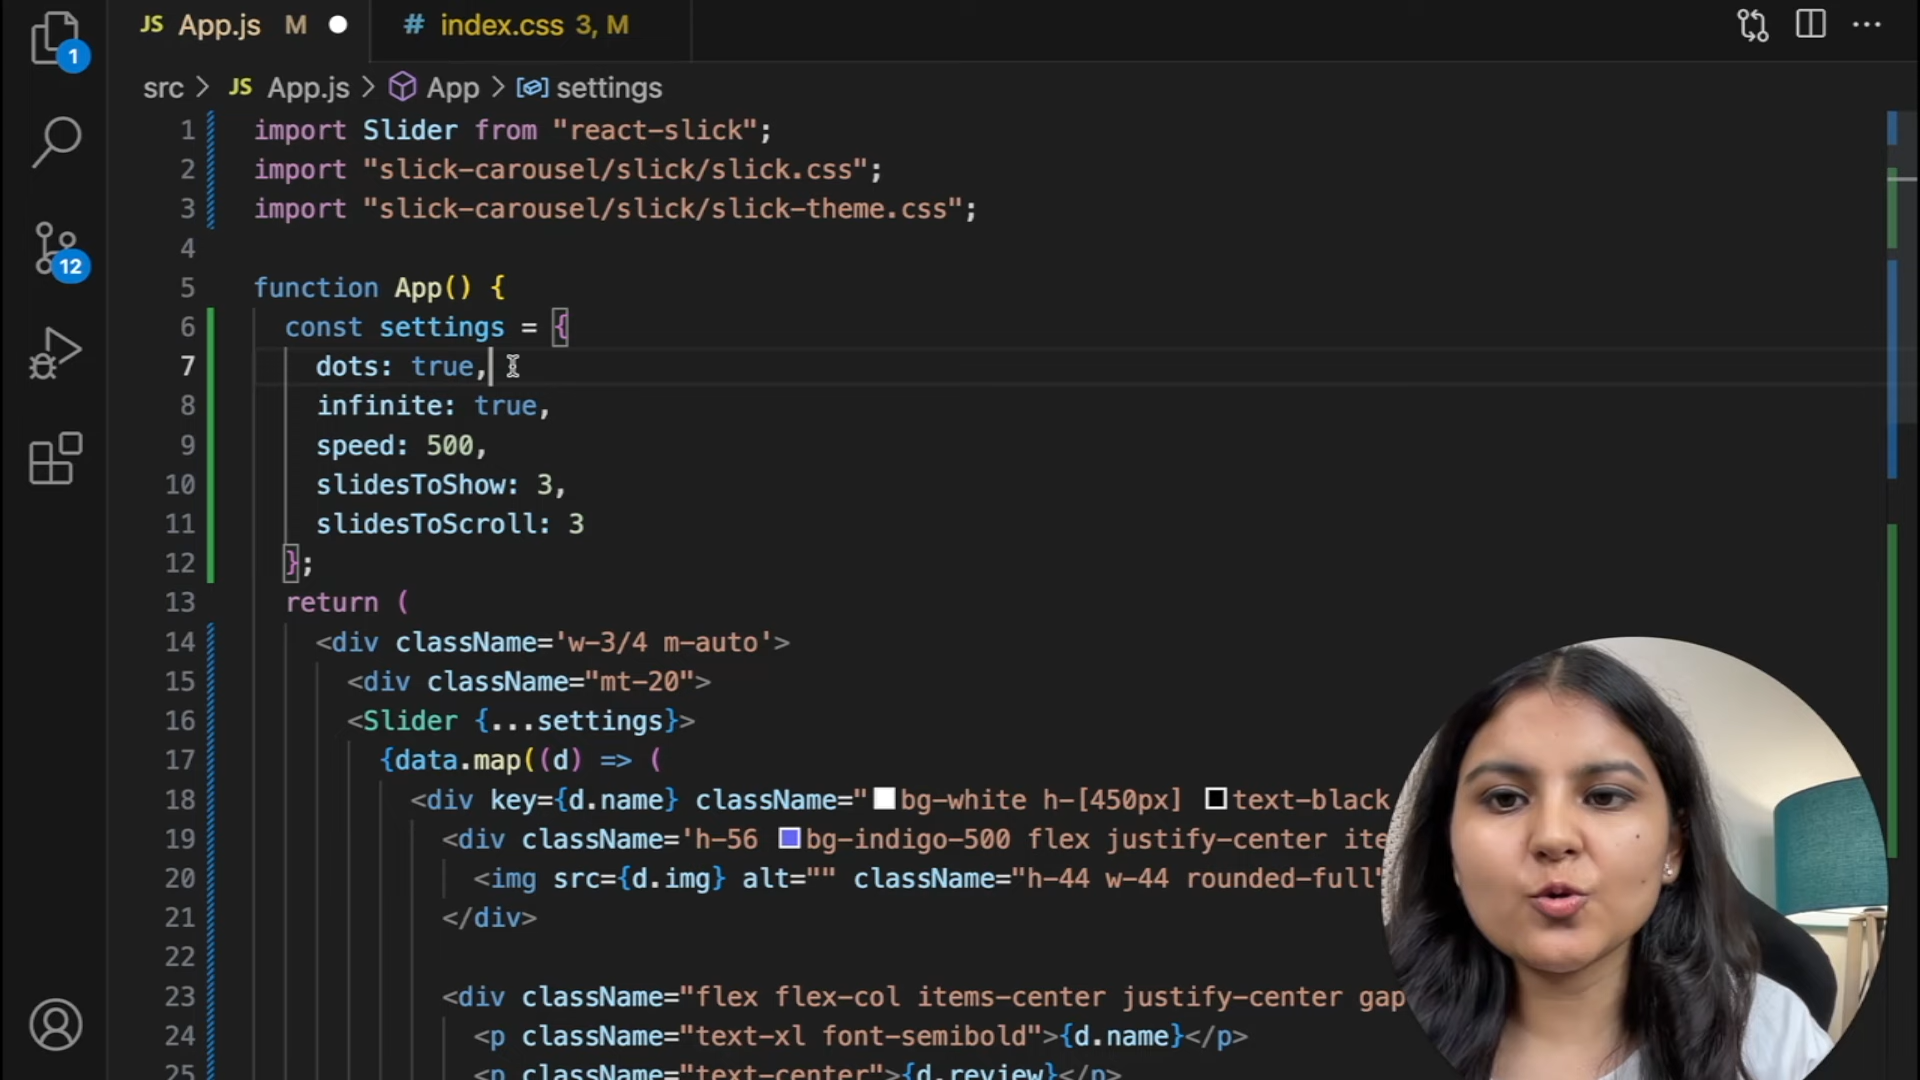 1
JS App.js M
# index.css 3, M
src > JS App.js > App > settings
1 import Slider from "react-slick";
2 import "slick-carousel/slick/slick.css";
3 import "slick-carousel/slick/slick-theme.css";
4
12
5 function App() {
6 const settings = {
7 dots: true,
8 infinite: true,
9 speed: 500,
10 slidesToShow: 3,
11 slidesToScroll: 3
12 };
13 return (
14 <div className='w-3/4 m-auto'>
15 <div className="mt-20">
16 <Slider {...settings}>
17 {data.map((d) => (
18 <div key={d.name} className="bg-white h-[450px] text-black
19 <div className='h-56 bg-indigo-500 flex justify-center ite
20 <img src={d.img} alt="" className="h-44 w-44 rounded-full"
21 </div>
22
23 <div className="flex flex-col items-center justify-center gap
24 <p className="text-xl font-semibold">{d.name}</p>
25 <p className="text-center">{d.review}</p>